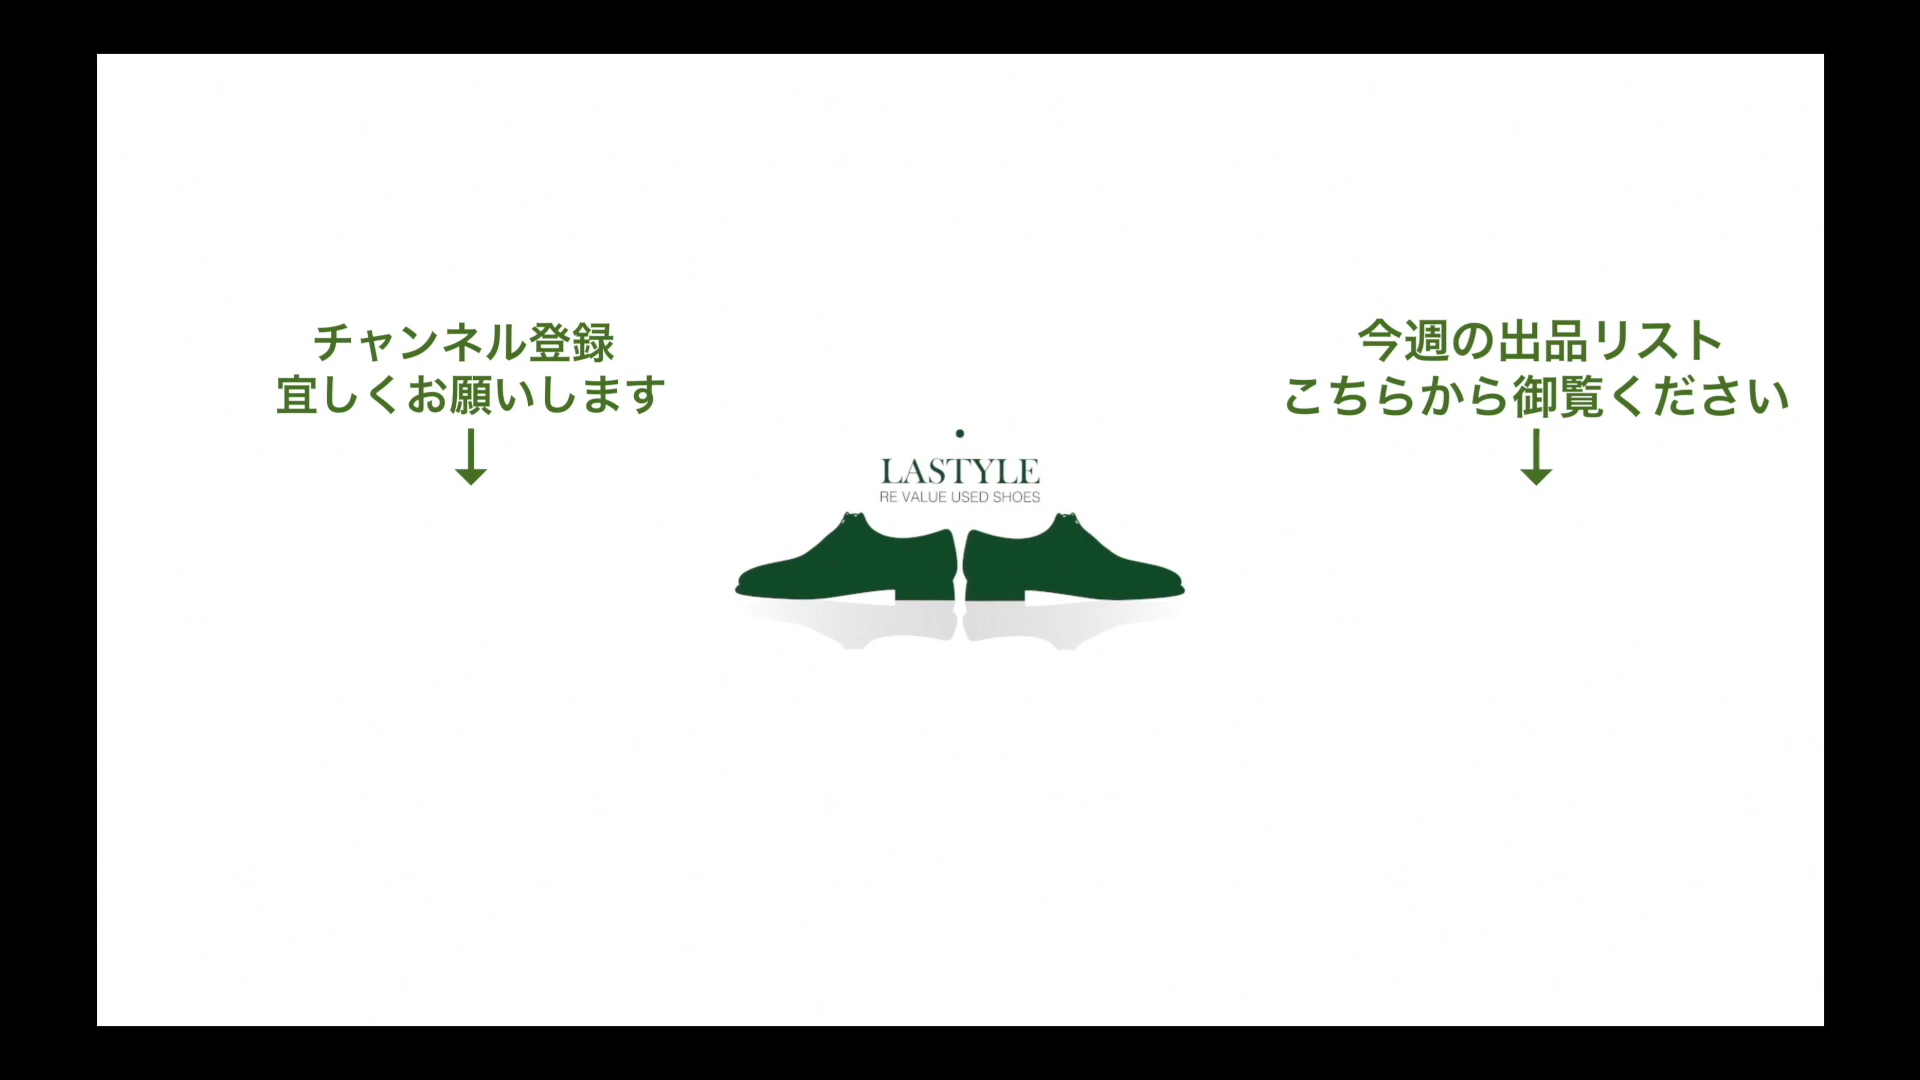 チャンネル登録
宜しくお願いします
↓
LASTYLE
RE VALUE USED SHOES
今週の出品リスト
こちらから御覧ください
↓